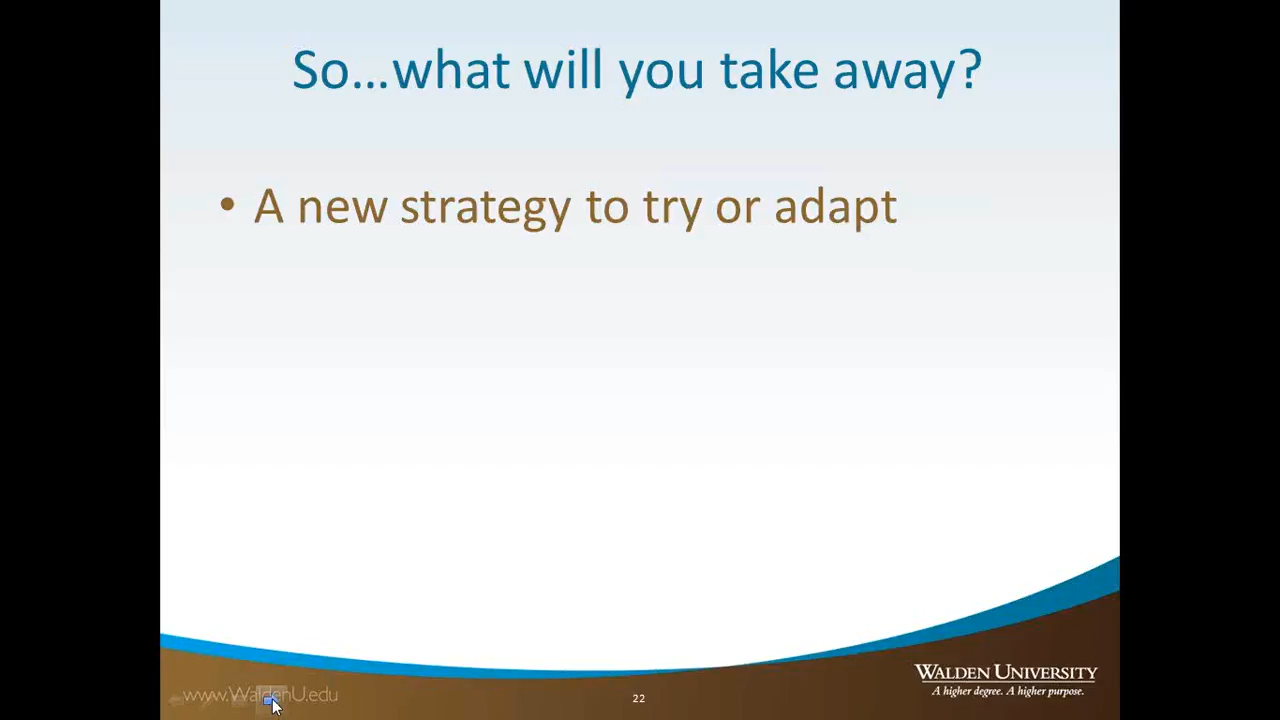 So…what will you take away?
• A new strategy to try or adapt
WALDEN UNIVERSITY
A higher degree. A higher purpose.
www.WaldenU.edu
22